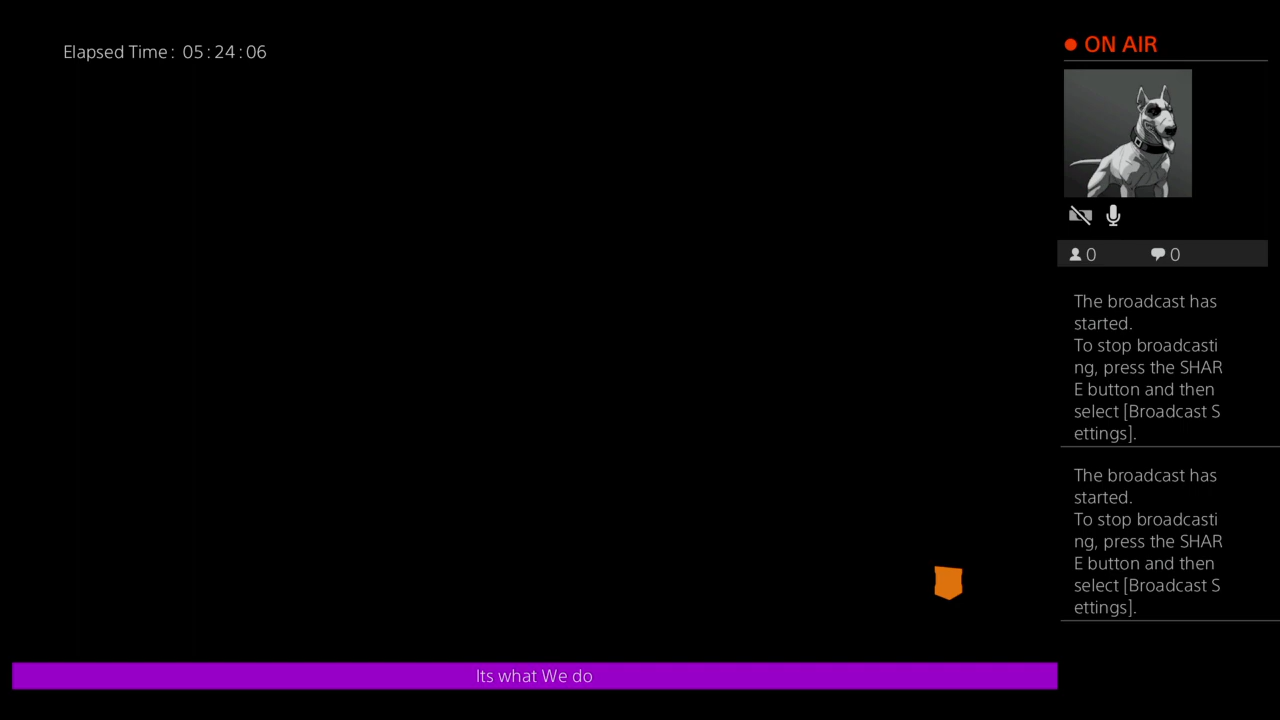 Elapsed Time: 05:24:06
ON AIR
0 0
The broadcast has
started.
To stop broadcasti
ng, press the SHAR
E button and then
select [Broadcast S
ettings].
The broadcast has
started.
To stop broadcasti
ng, press the SHAR
E button and then
select [Broadcast S
ettings].
Its what We do